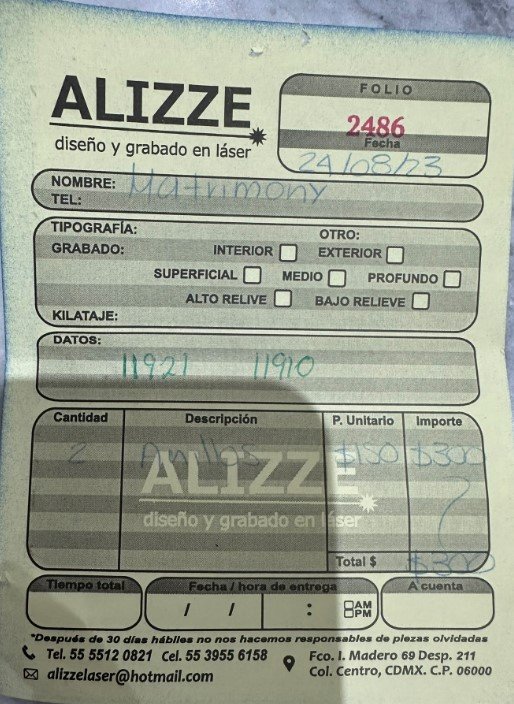 ALIZZE
diseño y grabado en láser
FOLIO
2486
Fecha
24/08/23
NOMBRE: Matrimony
TEL:
TIPOGRAFÍA: OTRO:
GRABADO: INTERIOR EXTERIOR
SUPERFICIAL MEDIO PROFUNDO
ALTO RELIVE BAJO RELIEVE
KILATAJE:
DATOS:
11921 11910
Cantidad Descripción P. Unitario Importe
2 Anillos $150 $300
ALIZZE
diseño y grabado en láser
Total $ $300
Tiempo total Fecha / hora de entrega A cuenta
/ / : AM
PM
"Después de 30 días hábiles no nos hacemos responsables de piezas olvidadas
Tel. 55 5512 0821 Cel. 55 3955 6158
alizzelaser@hotmail.com
Fco. I. Madero 69 Desp. 211
Col. Centro, CDMX. C.P. 06000